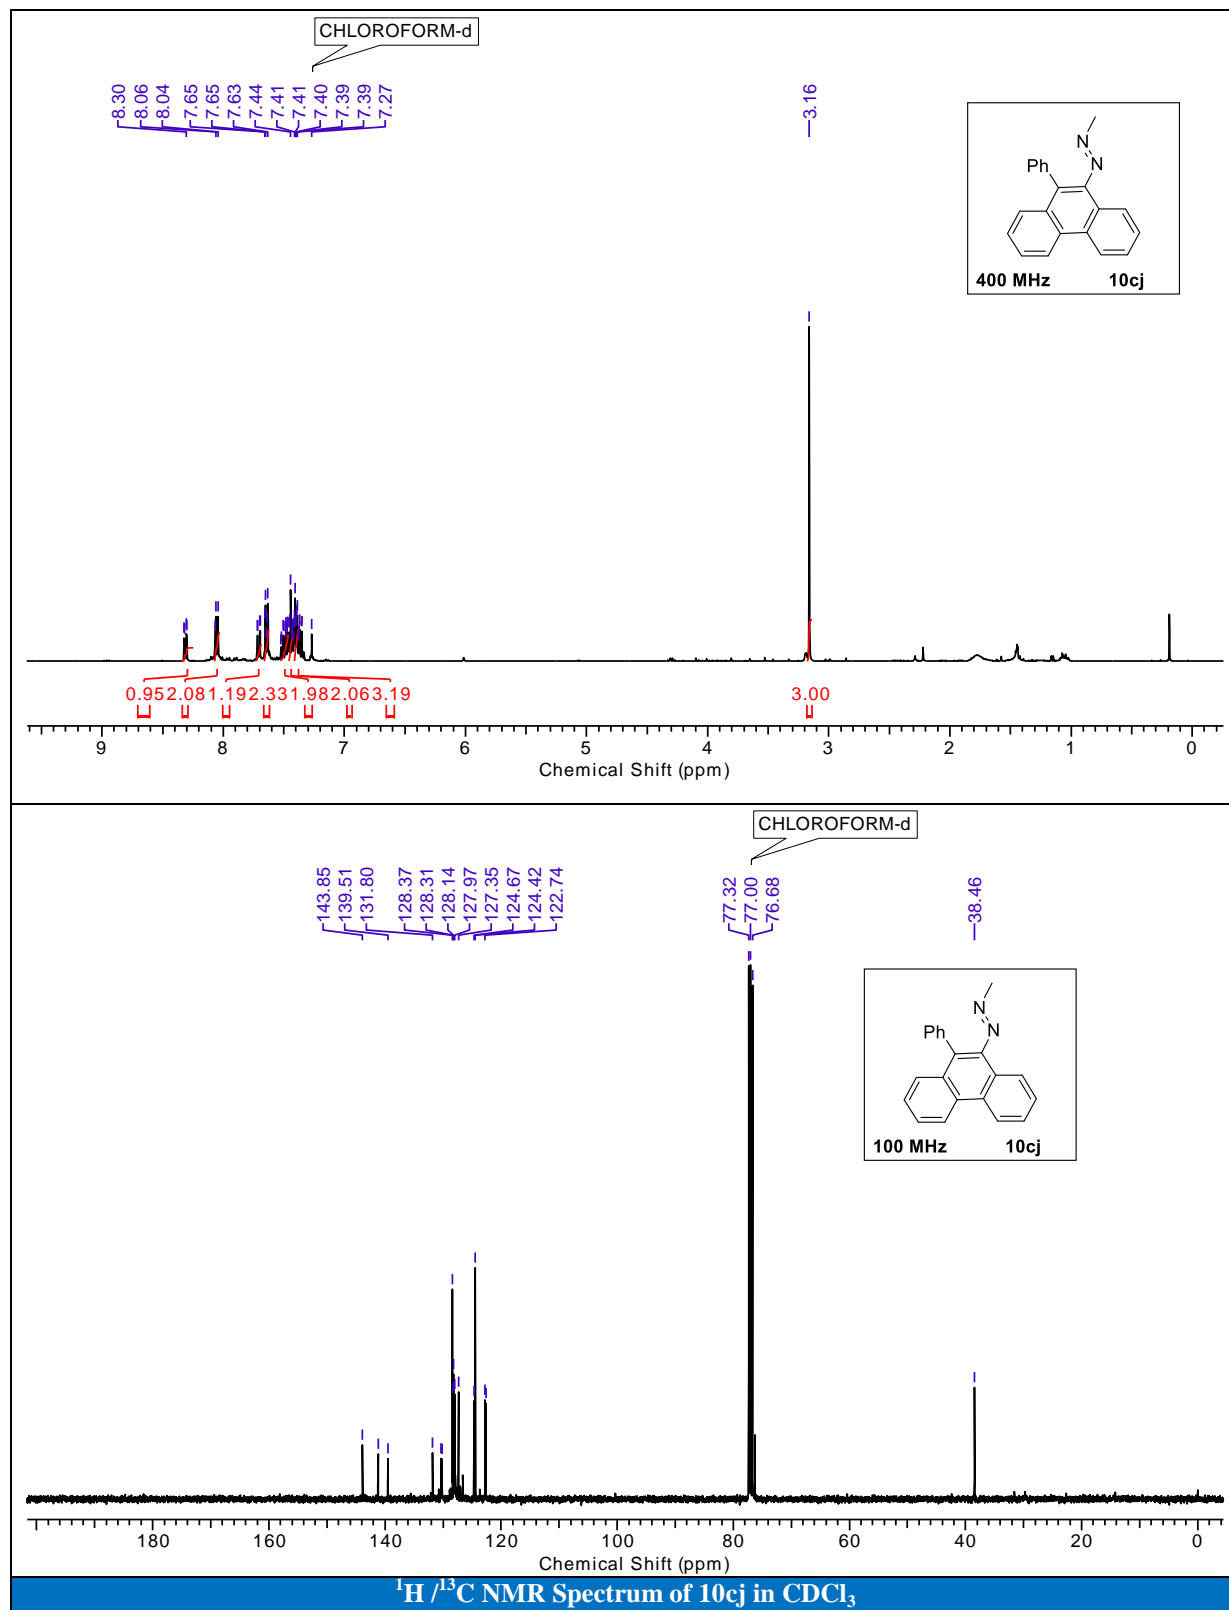 CHLOROFORM-d
8.30
8.06
8.04
7.65
7.65
7.63
7.44
7.41
7.41
7.40
7.39
7.39
7.27
3.16
N
N
Ph
400 MHz 10cj
0.95 2.08 1.19 2.33 1.98 2.06 3.19 3.00
9 8 7 6 5 4 3 2 1 0
Chemical Shift (ppm)
CHLOROFORM-d
143.85
139.51
131.80
128.37
128.31
128.14
127.97
127.35
124.67
124.42
122.74
77.32
77.00
76.68
38.46
N
N
Ph
100 MHz 10cj
180 160 140 120 100 80 60 40 20 0
Chemical Shift (ppm)
¹H /¹³C NMR Spectrum of 10cj in CDCl₃